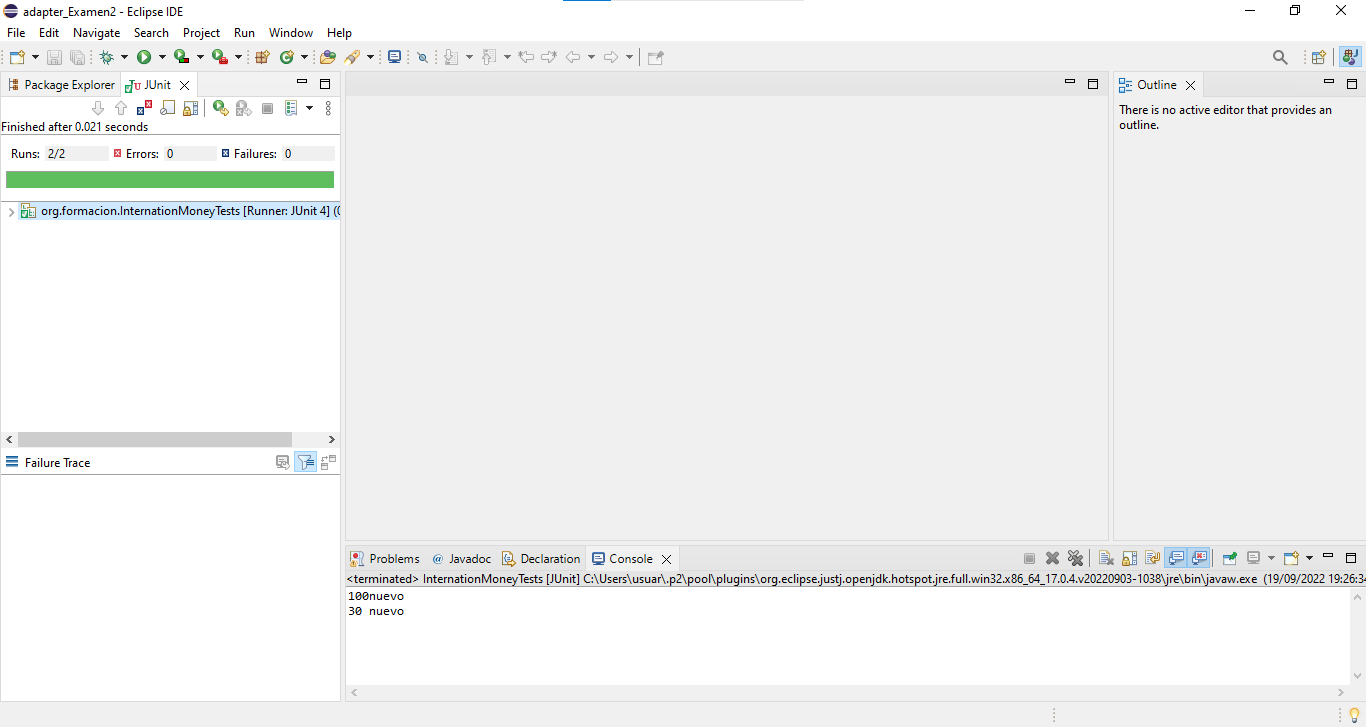 adapter_Examen2 - Eclipse IDE
File Edit Navigate Search Project Run Window Help
Package Explorer JUnit
Finished after 0.021 seconds
Runs: 2/2 Errors: 0 Failures: 0
org.formacion.InternationMoneyTests [Runner: JUnit 4] (0
Failure Trace
Outline
There is no active editor that provides an
outline.
Problems @ Javadoc Declaration Console
<terminated> InternationMoneyTests [JUnit] C:\Users\usuar\.p2\pool\plugins\org.eclipse.justj.openjdk.hotspot.jre.full.win32.x86_64_17.0.4.v20220903-1038\jre\bin\javaw.exe (19/09/2022 19:26:34
100nuevo
30 nuevo